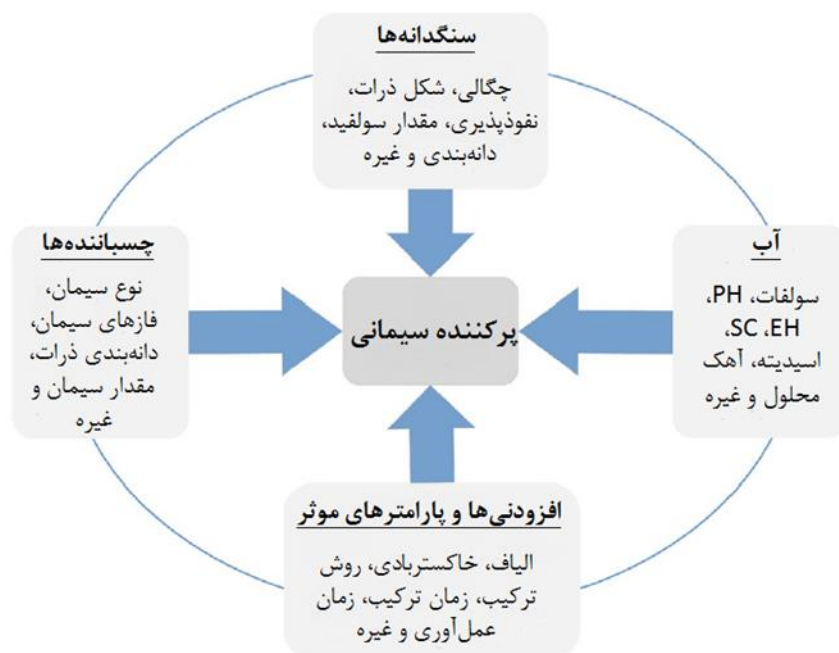 سنگدانه‌ها
چگالی، شکل ذرات،
نفوذپذیری، مقدار سولفید،
دانه‌بندی و غیره
آب
سولفات، PH،
SC ،EH،
اسیدیته، آهک
محلول و غیره
پرکننده سیمانی
چسباننده‌ها
نوع سیمان،
فازهای سیمان،
دانه‌بندی ذرات،
مقدار سیمان و
غیره
افزودنی‌ها و پارامترهای موثر
الیاف، خاکستربادی، روش
ترکیب، زمان ترکیب، زمان
عمل‌آوری و غیره